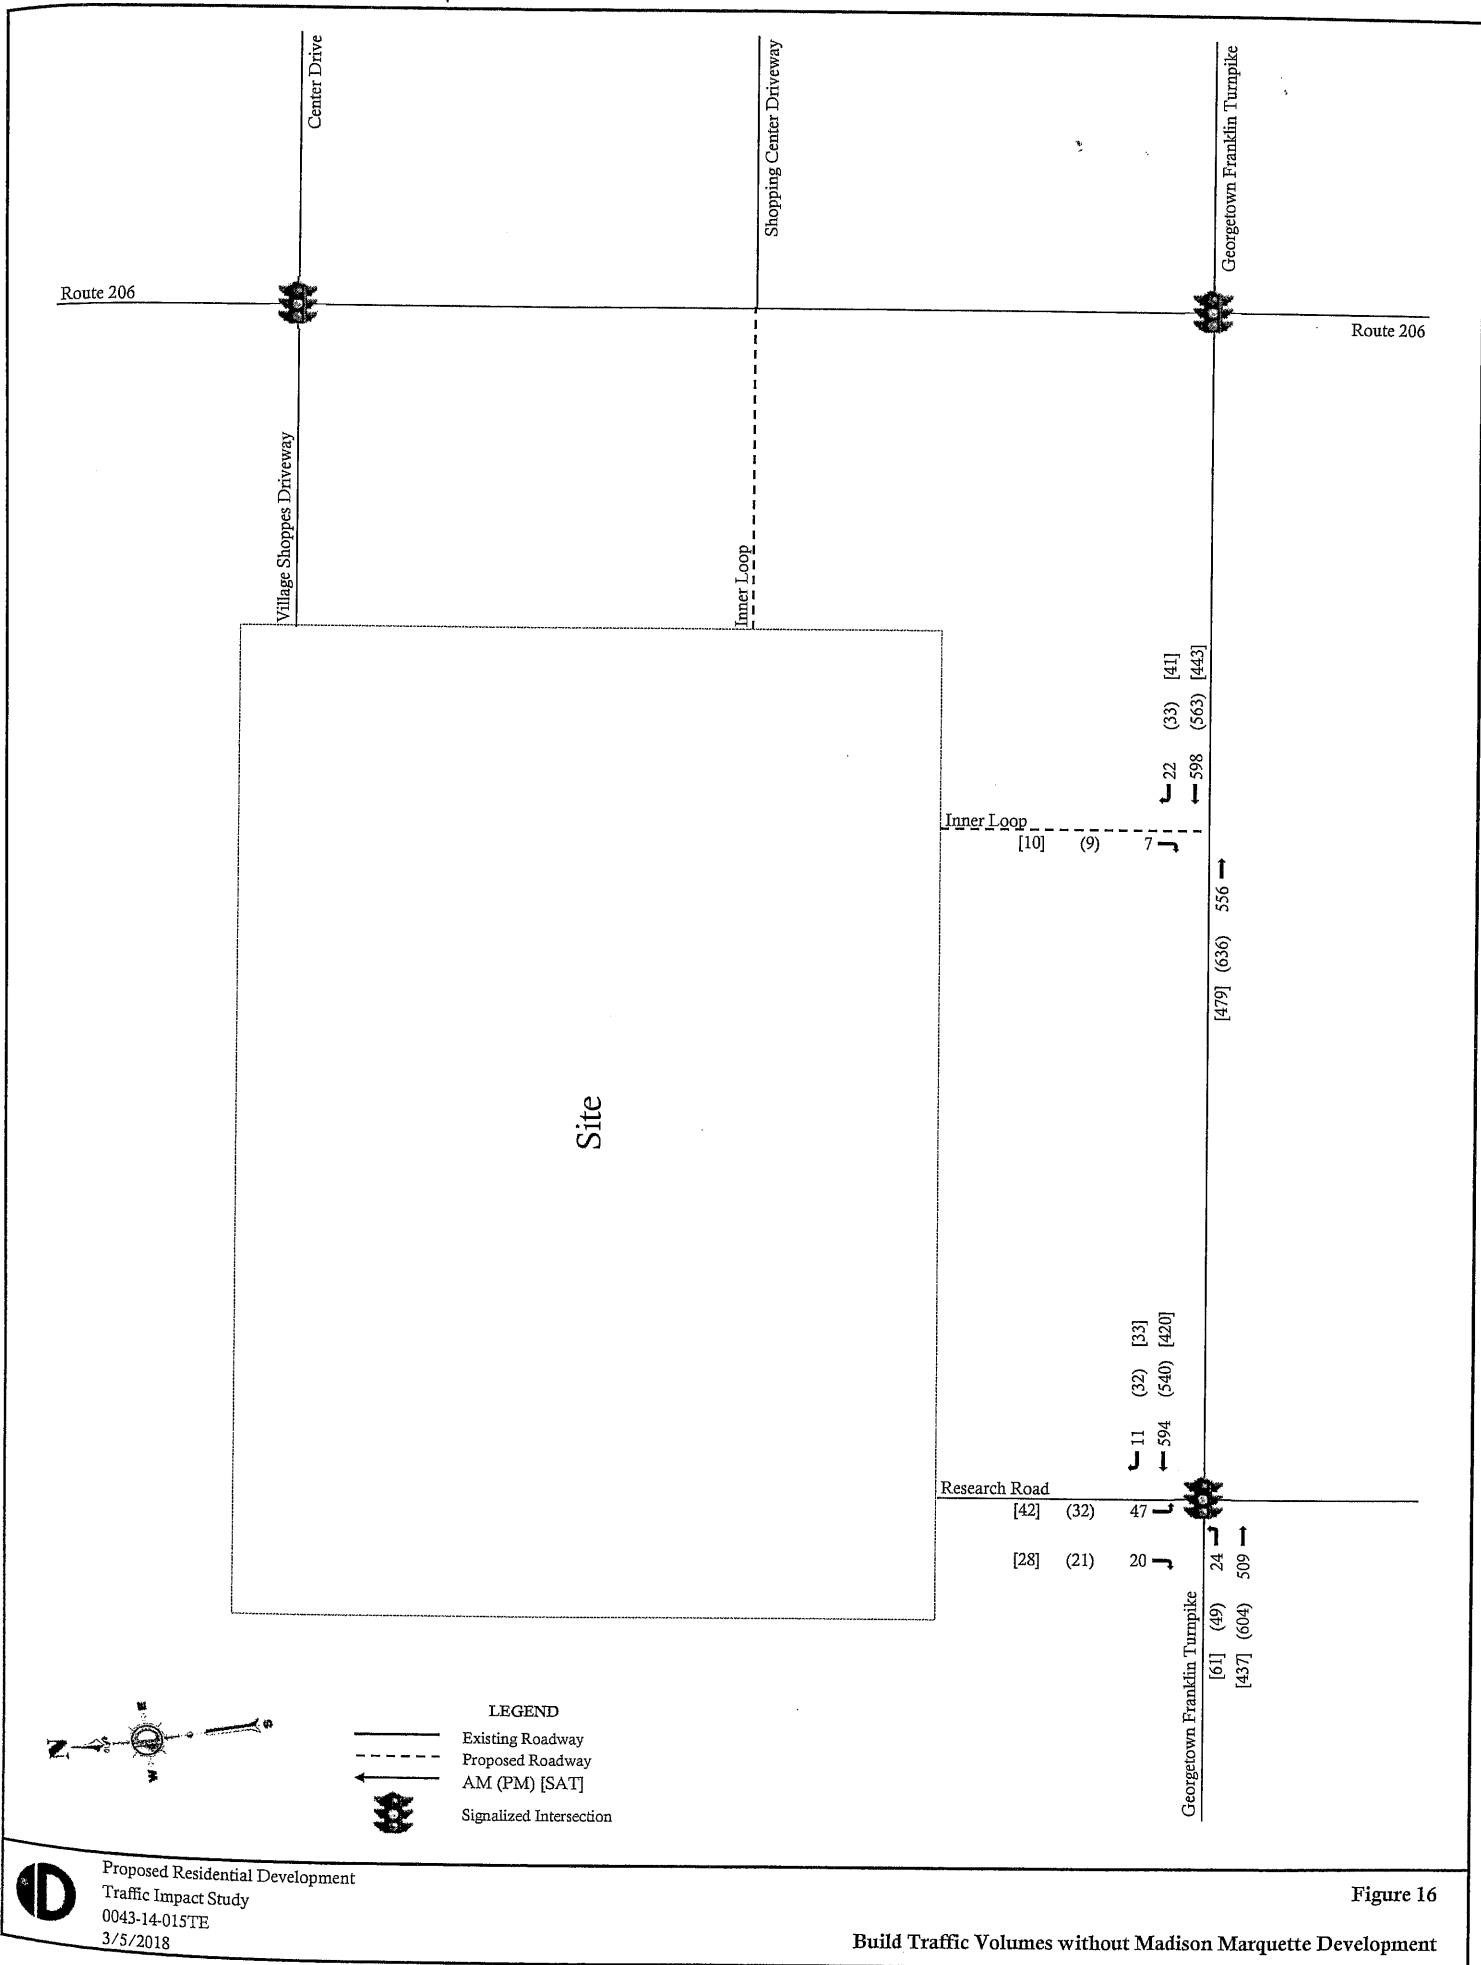 Center Drive
Shopping Center Driveway
Georgetown Franklin Turnpike
Route 206
Route 206
Village Shoppes Driveway
Inner Loop
22 (33) [41]
598 (563) [443]
Inner Loop
[10] (9) 7
[479] (636) 556
Site
11 (32) [33]
594 (540) [420]
Research Road
[42] (32) 47
[28] (21) 20
[61] (49) 24
[437] (604) 509
Georgetown Franklin Turnpike
N
E
W
S
D
LEGEND
Existing Roadway
Proposed Roadway
AM (PM) [SAT]
Signalized Intersection
D
Proposed Residential Development
Traffic Impact Study
0043-14-015TE
3/5/2018
Figure 16
Build Traffic Volumes without Madison Marquette Development